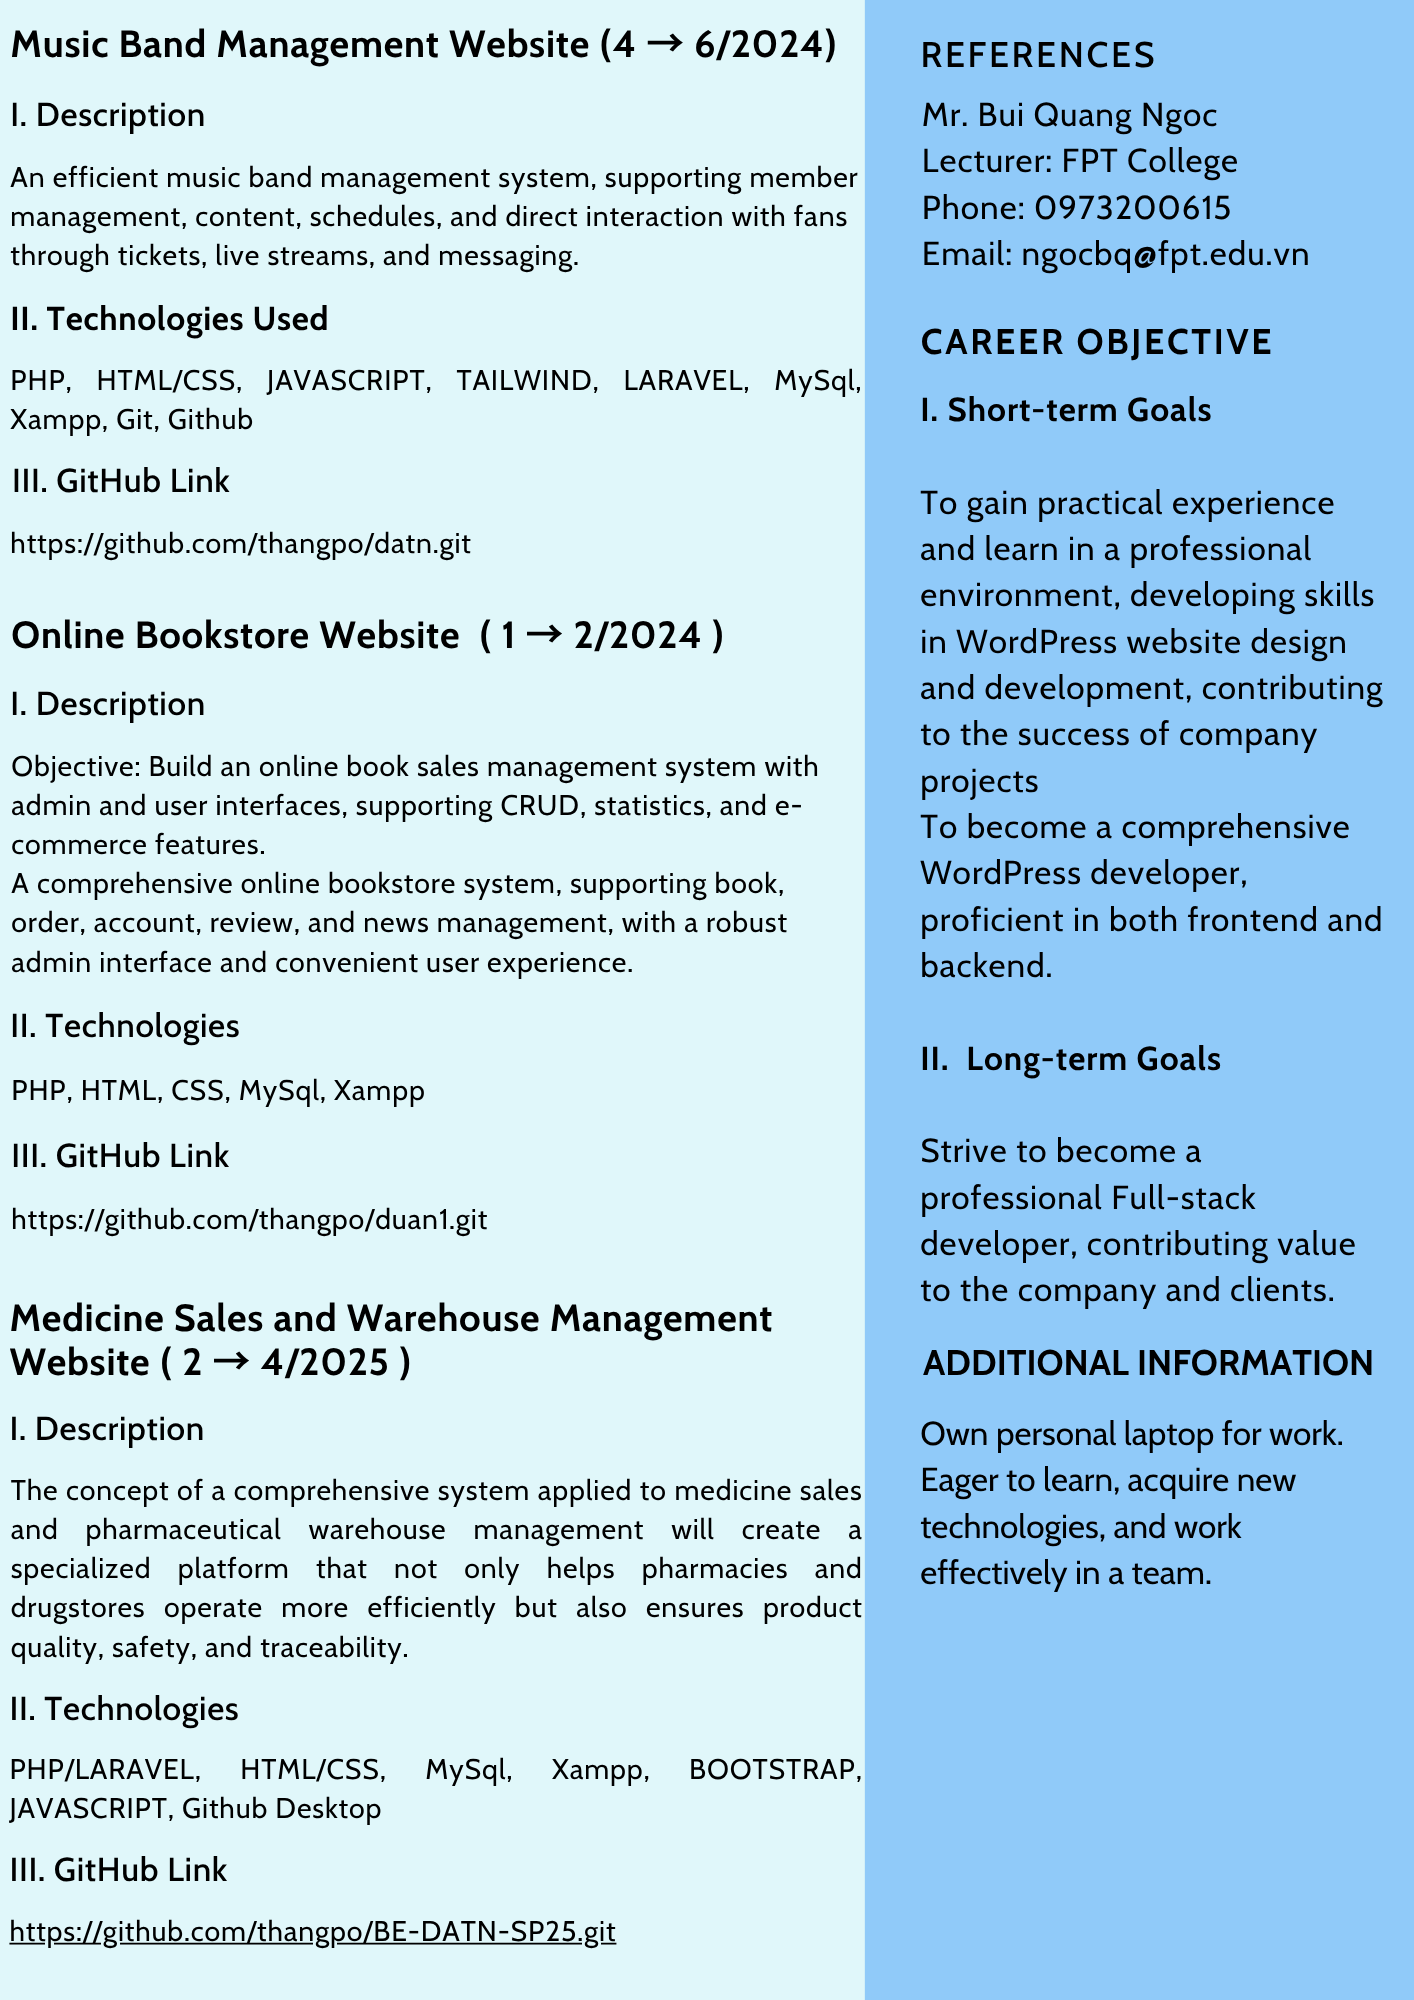 Music Band Management Website (4 → 6/2024)
I. Description
An efficient music band management system, supporting member
management, content, schedules, and direct interaction with fans
through tickets, live streams, and messaging.
II. Technologies Used
PHP, HTML/CSS, JAVASCRIPT, TAILWIND, LARAVEL, MySql,
Xampp, Git, Github
III. GitHub Link
https://github.com/thangpo/datn.git
Online Bookstore Website ( 1 → 2/2024 )
I. Description
Objective: Build an online book sales management system with
admin and user interfaces, supporting CRUD, statistics, and e-
commerce features.
A comprehensive online bookstore system, supporting book,
order, account, review, and news management, with a robust
admin interface and convenient user experience.
II. Technologies
PHP, HTML, CSS, MySql, Xampp
III. GitHub Link
https://github.com/thangpo/duan1.git
Medicine Sales and Warehouse Management
Website ( 2 → 4/2025 )
I. Description
The concept of a comprehensive system applied to medicine sales
and pharmaceutical warehouse management will create a
specialized platform that not only helps pharmacies and
drugstores operate more efficiently but also ensures product
quality, safety, and traceability.
II. Technologies
PHP/LARAVEL, HTML/CSS, MySql, Xampp, BOOTSTRAP,
JAVASCRIPT, Github Desktop
III. GitHub Link
https://github.com/thangpo/BE-DATN-SP25.git
REFERENCES
Mr. Bui Quang Ngoc
Lecturer: FPT College
Phone: 0973200615
Email: ngocbq@fpt.edu.vn
CAREER OBJECTIVE
I. Short-term Goals
To gain practical experience
and learn in a professional
environment, developing skills
in WordPress website design
and development, contributing
to the success of company
projects
To become a comprehensive
WordPress developer,
proficient in both frontend and
backend.
II. Long-term Goals
Strive to become a
professional Full-stack
developer, contributing value
to the company and clients.
ADDITIONAL INFORMATION
Own personal laptop for work.
Eager to learn, acquire new
technologies, and work
effectively in a team.